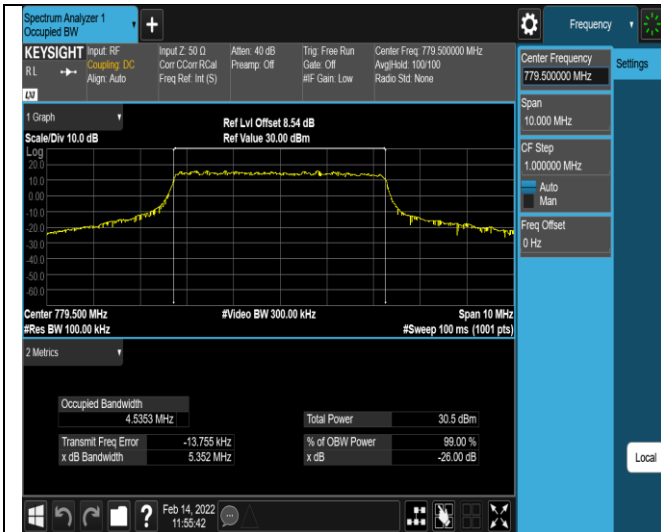 Spectrum Analyzer 1
Occupied BW
+
Frequency
KEYSIGHT
R L
LXI
Input: RF
Coupling: DC
Align: Auto
Input Z: 50 Ω
Corr CCorr RCal
Freq Ref: Int (S)
Atten: 40 dB
Preamp: Off
Trig: Free Run
Gate: Off
#IF Gain: Low
Center Freq: 779.500000 MHz
Avg|Hold: 100/100
Radio Std: None
Center Frequency
779.500000 MHz
Settings
Span
10.000 MHz
CF Step
1.000000 MHz
Auto
Man
Freq Offset
0 Hz
Local
1 Graph
Scale/Div 10.0 dB
Ref Lvl Offset 8.54 dB
Ref Value 30.00 dBm
Log
20.0
10.0
0.00
-10.0
-20.0
-30.0
-40.0
-50.0
-60.0
Center 779.500 MHz
#Video BW 300.00 kHz
Span 10 MHz
#Res BW 100.00 kHz
#Sweep 100 ms (1001 pts)
2 Metrics
Occupied Bandwidth
4.5353 MHz
Total Power 30.5 dBm
Transmit Freq Error -13.755 kHz
% of OBW Power 99.00 %
x dB Bandwidth 5.352 MHz
x dB -26.00 dB
?
Feb 14, 2022
11:55:42